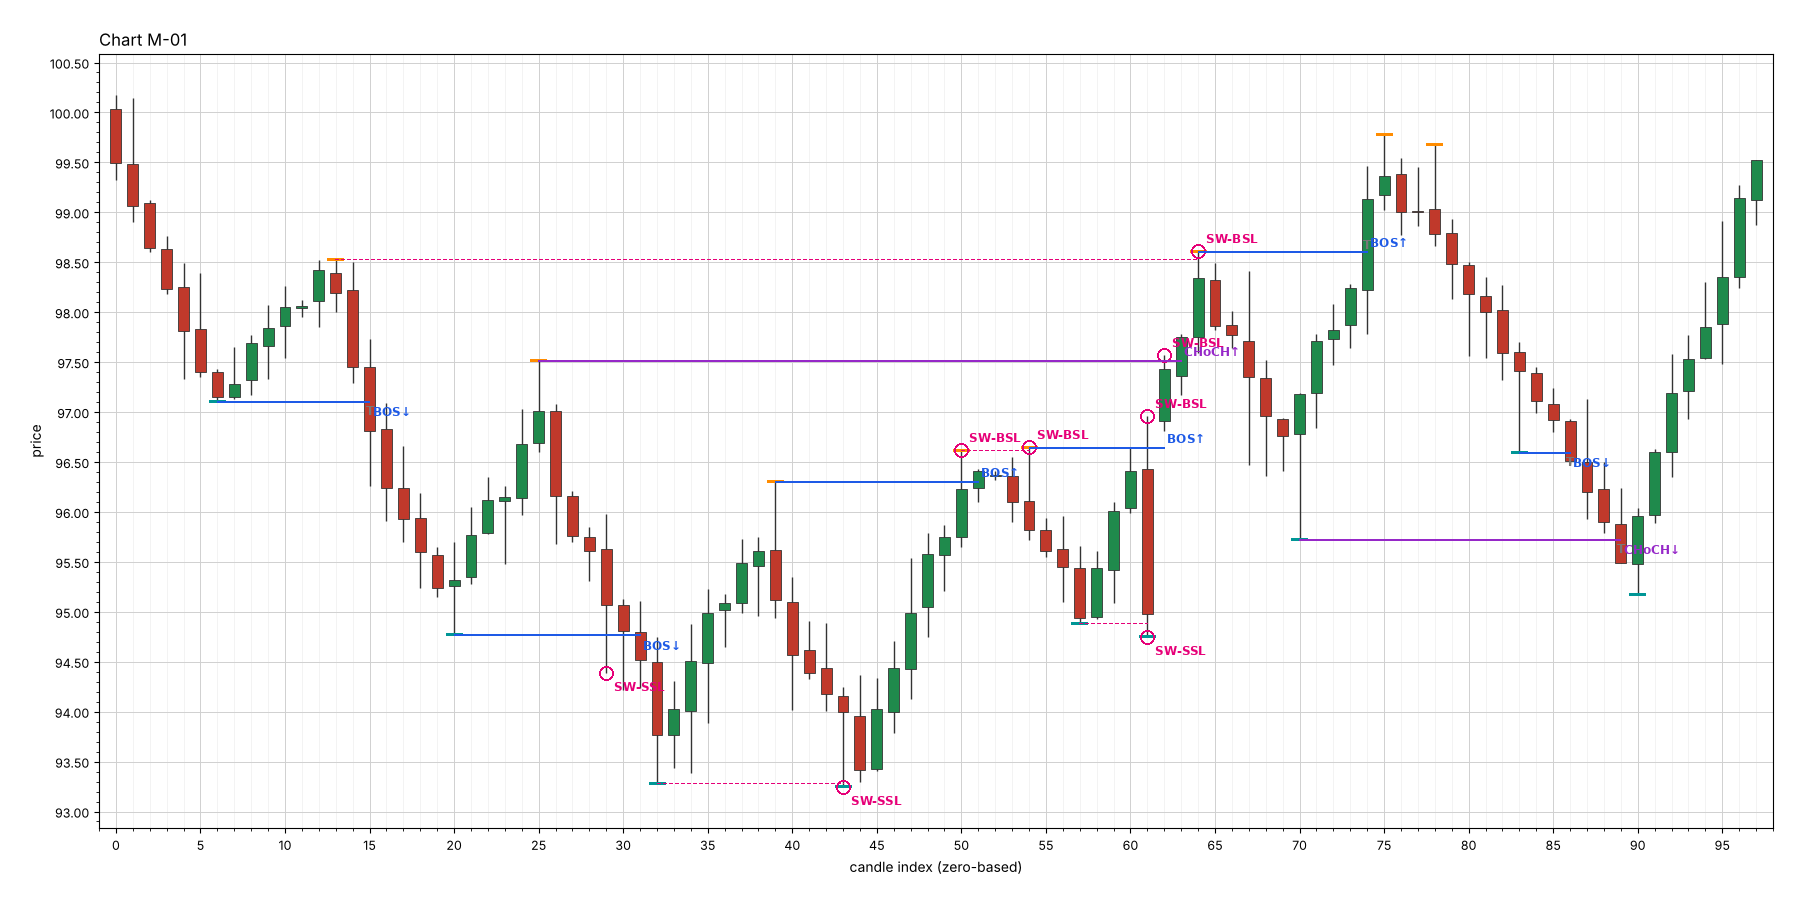 Chart M-01
100.50
100.00
99.50
99.00
98.50
98.00
97.50
97.00
96.50
96.00
95.50
95.00
94.50
94.00
93.50
93.00
price
SW-BSL
BOS↑
SW-BSL
CHoCH↑
SW-BSL
BOS↓
SW-BSL
SW-BSL
BOS↑
BOS↑
BOS↓
CHoCH↓
BOS↓
SW-SSL
SW-SSL
SW-SSL
0 5 10 15 20 25 30 35 40 45 50 55 60 65 70 75 80 85 90 95
candle index (zero-based)